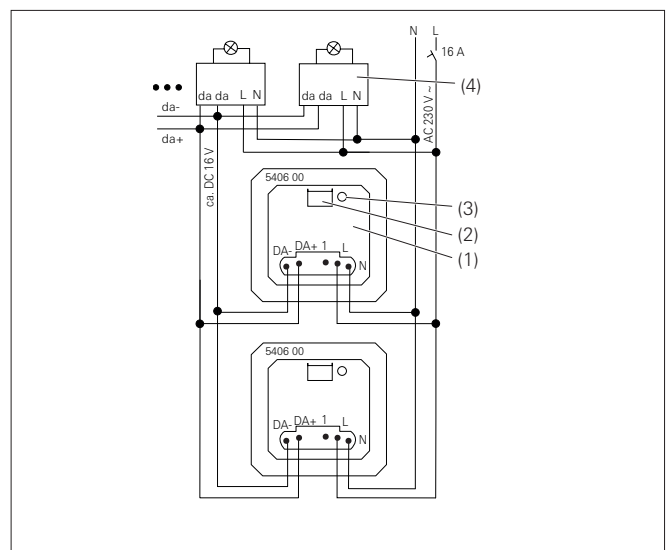 N L
16 A
da da L N
da da L N
(4)
da-
da+
ca. DC 16 V
AC 230 V ~
5406 00
(3)
(2)
(1)
DA- DA+ 1 L
N
5406 00
DA- DA+ 1 L
N